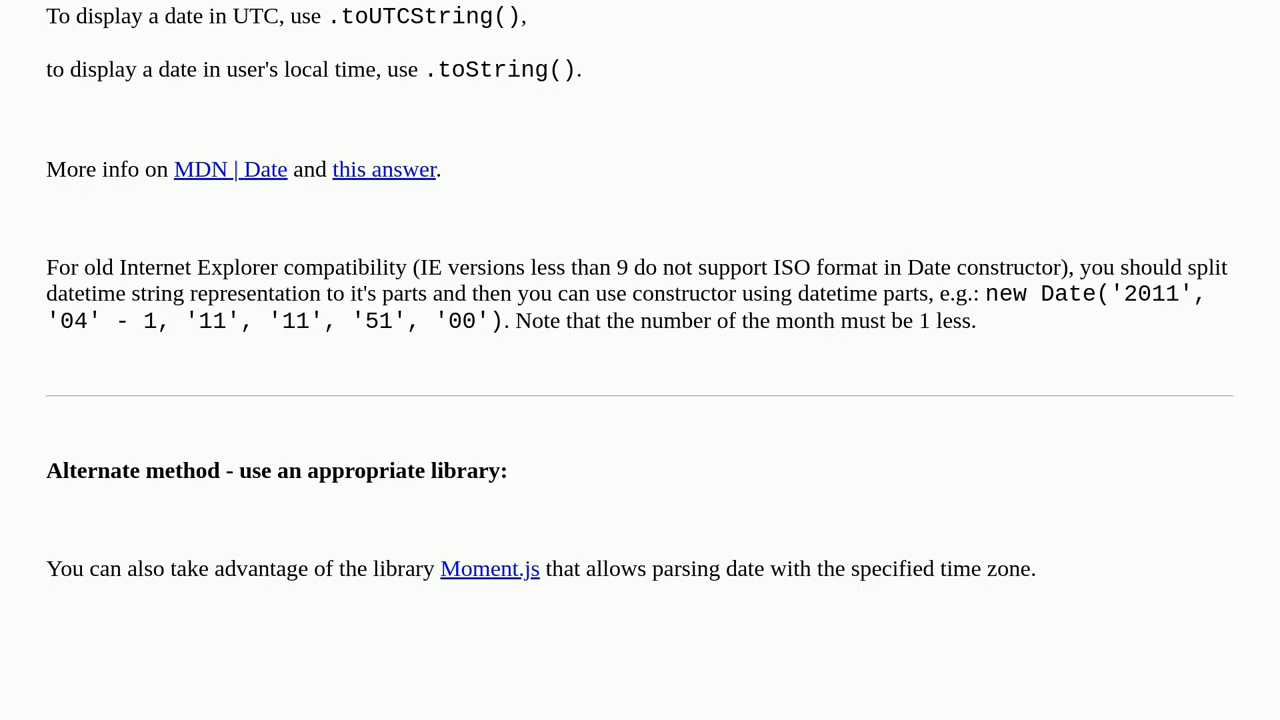 To display a date in UTC, use .toUTCString(),
to display a date in user's local time, use .toString().
More info on MDN | Date and this answer.
For old Internet Explorer compatibility (IE versions less than 9 do not support ISO format in Date constructor), you should split
datetime string representation to it's parts and then you can use constructor using datetime parts, e.g.: new Date('2011',
'04' - 1, '11', '11', '51', '00'). Note that the number of the month must be 1 less.
Alternate method - use an appropriate library:
You can also take advantage of the library Moment.js that allows parsing date with the specified time zone.